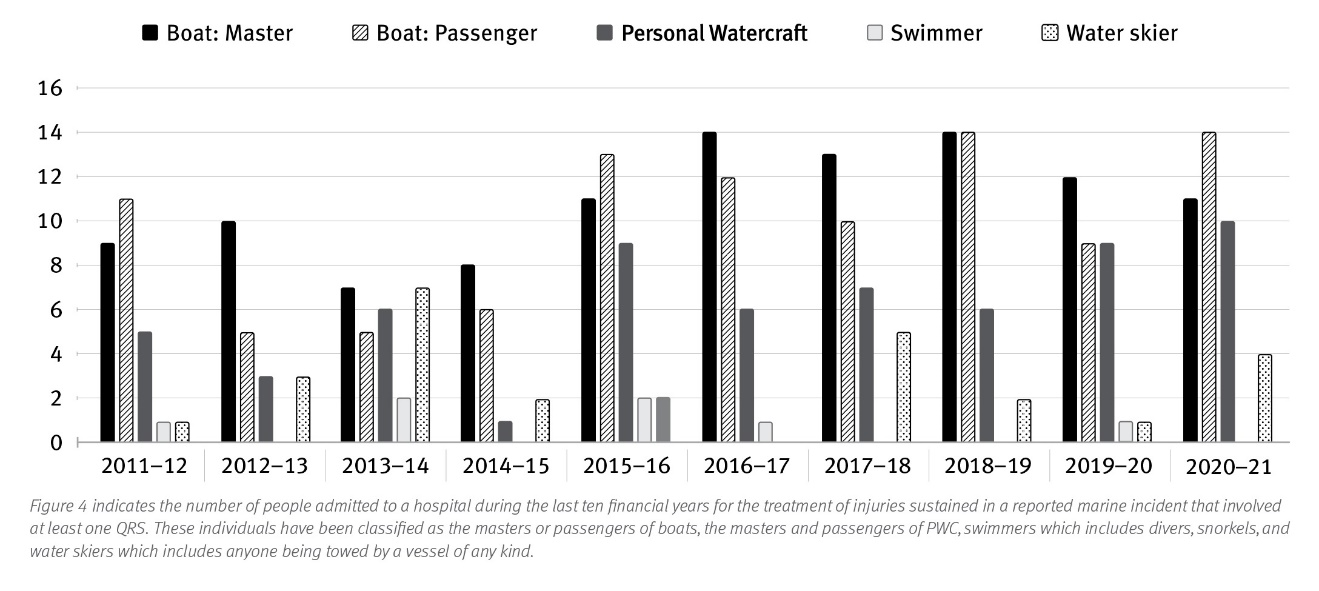 Boat: Master Boat: Passenger Personal Watercraft Swimmer Water skier
16
14
12
10
8
6
4
2
0
2011–12 2012–13 2013–14 2014–15 2015–16 2016–17 2017–18 2018–19 2019–20 2020–21
Figure 4 indicates the number of people admitted to a hospital during the last ten financial years for the treatment of injuries sustained in a reported marine incident that involved
at least one QRS. These individuals have been classified as the masters or passengers of boats, the masters and passengers of PWC, swimmers which includes divers, snorkels, and
water skiers which includes anyone being towed by a vessel of any kind.